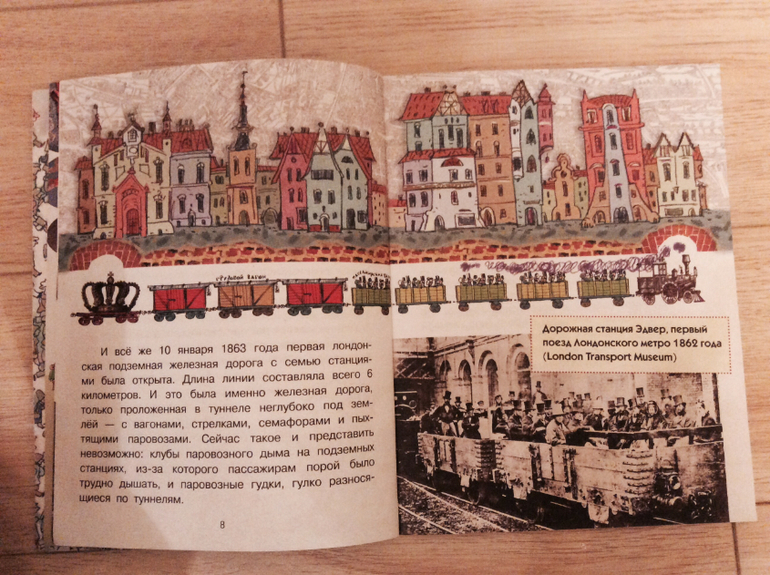 ГРУЗОВОЙ ВАГОН
И всё же 10 января 1863 года первая лондон-
ская подземная железная дорога с семью станция-
ми была открыта. Длина линии составляла всего 6
километров. И это была именно железная дорога,
только проложенная в туннеле неглубоко под зем-
лёй — с вагонами, стрелками, семафорами и пых-
тящими паровозами. Сейчас такое и представить
невозможно: клубы паровозного дыма на подземных
станциях, из-за которого пассажирам порой было
трудно дышать, и паровозные гудки, гулко разнося-
щиеся по туннелям.
8
Дорожная станция Эдвер, первый
поезд Лондонского метро 1862 года
(London Transport Museum)